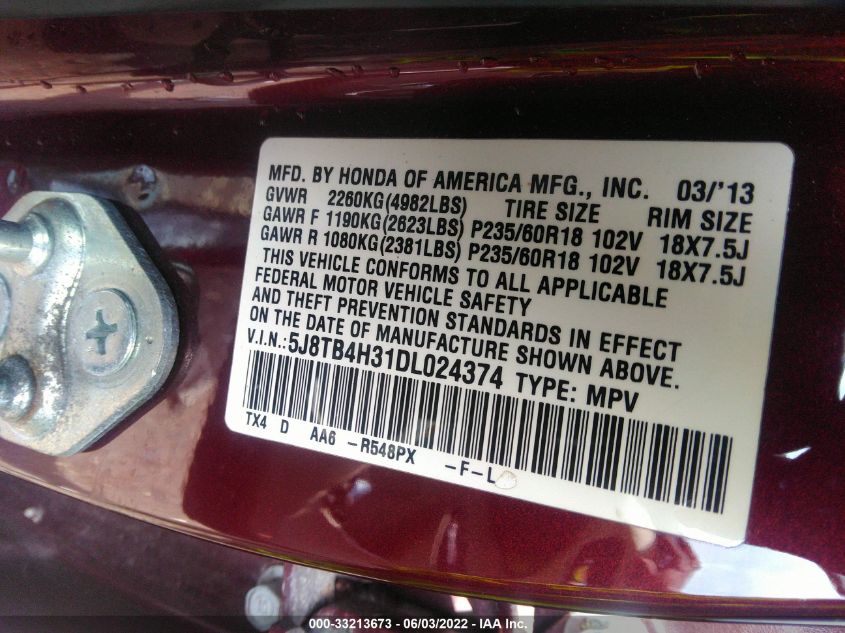 MFD. BY HONDA OF AMERICA MFG., INC. 03/'13
GVWR 2260KG(4982LBS) TIRE SIZE RIM SIZE
GAWR F 1190KG(2623LBS) P235/60R18 102V 18X7.5J
GAWR R 1080KG(2381LBS) P235/60R18 102V 18X7.5J
THIS VEHICLE CONFORMS TO ALL APPLICABLE
FEDERAL MOTOR VEHICLE SAFETY
AND THEFT PREVENTION STANDARDS IN EFFECT
ON THE DATE OF MANUFACTURE SHOWN ABOVE.
V.I.N.:5J8TB4H31DL024374 TYPE: MPV
TX4 D AA6 -R548PX -F-L
000-33213673 - 06/03/2022 - IAA Inc.